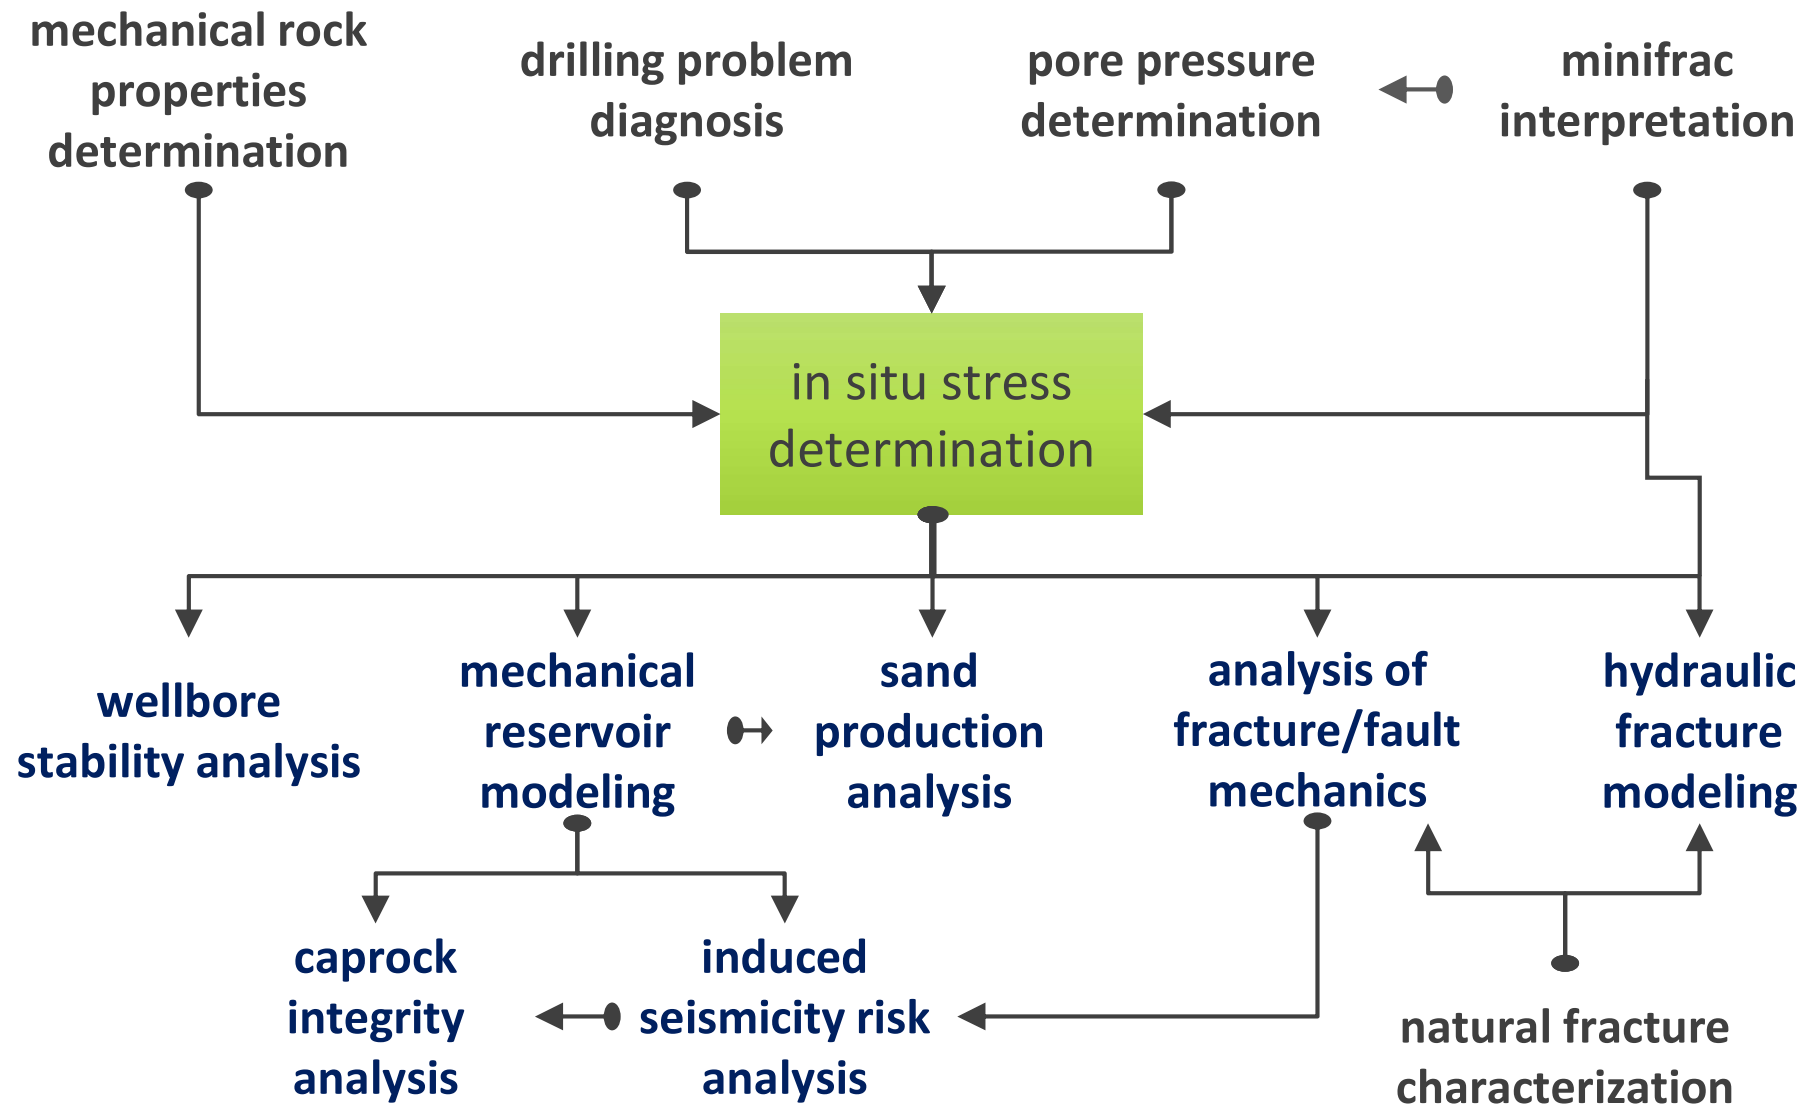 mechanical rock
properties
determination
drilling problem
diagnosis
pore pressure
determination
minifrac
interpretation
in situ stress
determination
wellbore
stability analysis
mechanical
reservoir
modeling
sand
production
analysis
analysis of
fracture/fault
mechanics
hydraulic
fracture
modeling
caprock
integrity
analysis
induced
seismicity risk
analysis
natural fracture
characterization